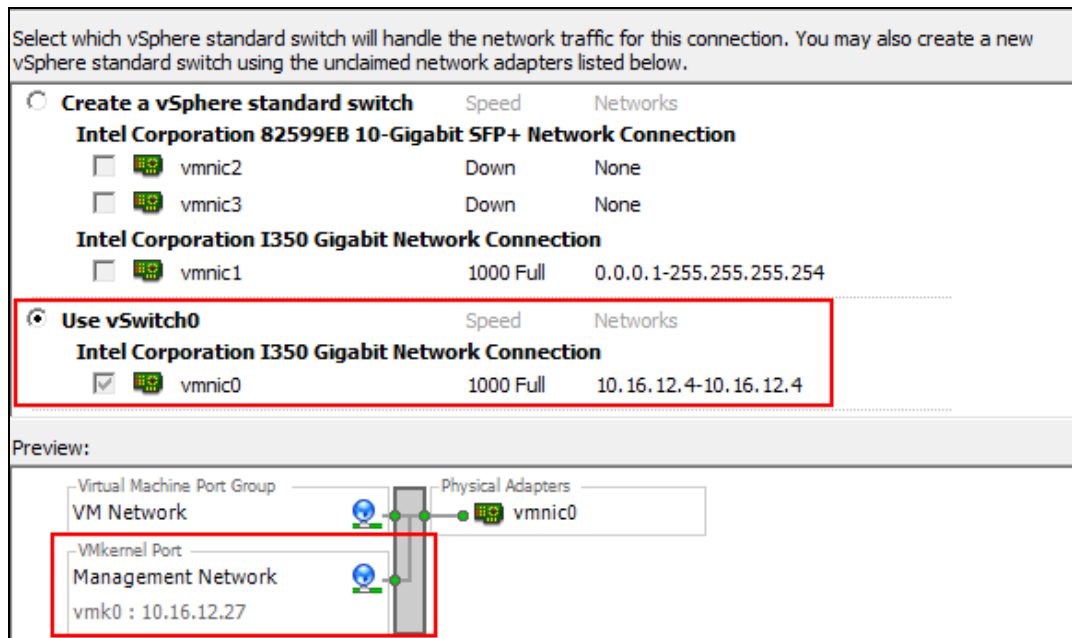 Select which vSphere standard switch will handle the network traffic for this connection. You may also create a new
vSphere standard switch using the unclaimed network adapters listed below.
Create a vSphere standard switch Speed Networks
Intel Corporation 82599EB 10-Gigabit SFP+ Network Connection
vmnic2 Down None
vmnic3 Down None
Intel Corporation I350 Gigabit Network Connection
vmnic1 1000 Full 0.0.0.1-255.255.255.254
Use vSwitch0 Speed Networks
Intel Corporation I350 Gigabit Network Connection
vmnic0 1000 Full 10.16.12.4-10.16.12.4
Preview:
Virtual Machine Port Group Physical Adapters
VM Network vmnic0
VMkernel Port
Management Network
vmk0 : 10.16.12.27